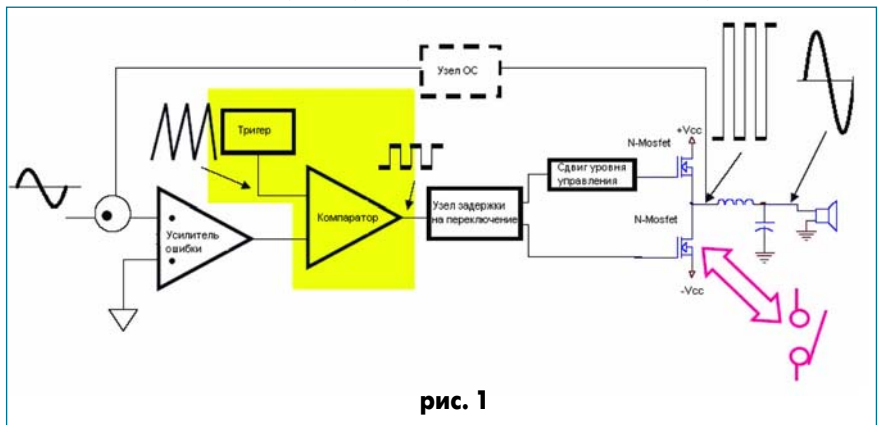 Узел ОС
Тригер
+Vcc
N-Mosfet
Сдвиг уровня
управления
Компаратор
Узел задержки
на переключение
N-Mosfet
Усилитель
ошибки
-Vcc
рис. 1